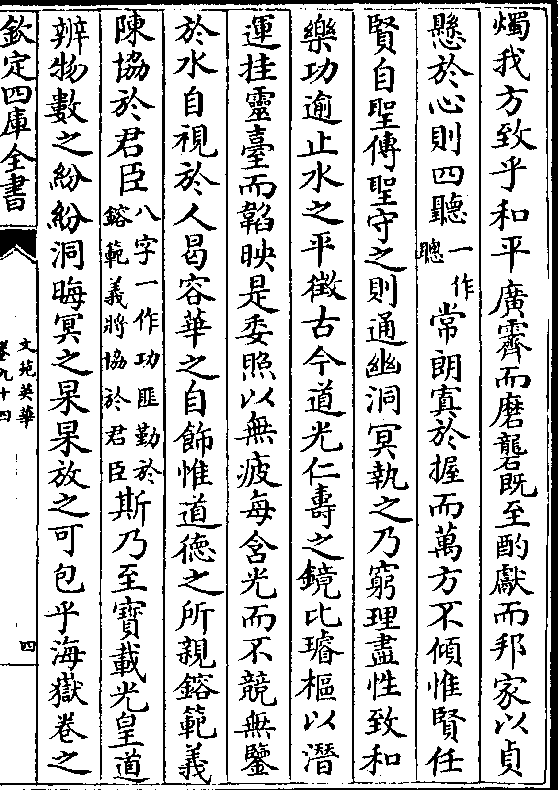 燭我方致乎和平廣霽而磨礲既至酌獻而邦家以貞
懸於心則四聽一作聰常朗寘於握而萬方不傾惟賢任
賢自聖傳聖守之則通幽洞冥執之乃窮理盡性致和
樂功逾止水之平徵古今道光仁壽之鏡比璿樞以潛
運挂靈臺而韜映是委照以無疲每含光而不競無鑒
於水自視於人曷容華之自飾惟道德之所親鎔範義
陳協於君臣八字一作功匪勤於鎔範義將協於君臣斯乃至寶載光皇道
辨物數之紛紛洞晦冥之杲杲放之可包乎海嶽卷之
欽定四庫全書
文苑英華
卷九十四
四